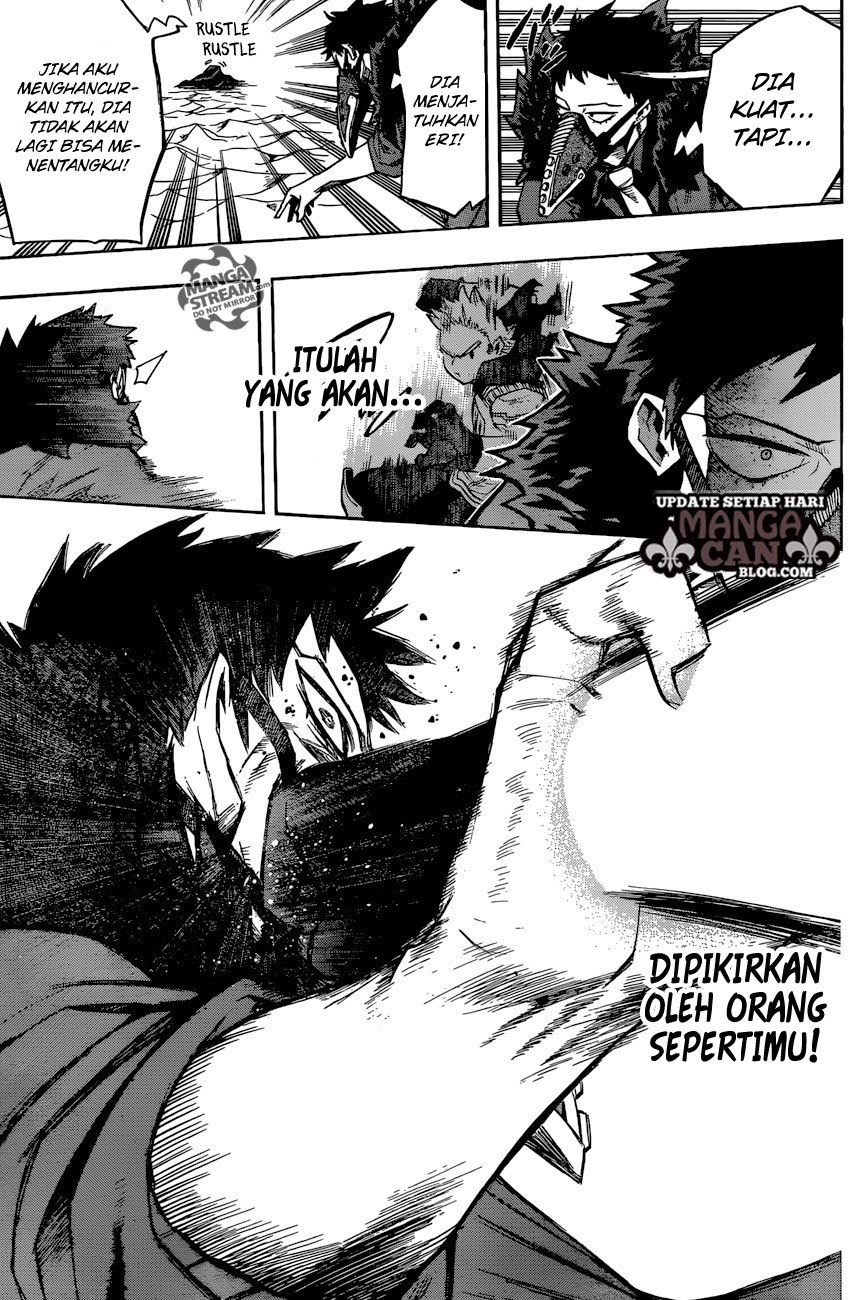 DIA
KUAT...
TAPI...
DIA
MENJA-
TUHKAN
ERI!
RUSTLE
RUSTLE
JIKA AKU
MENGHANCUR-
KAN ITU, DIA
TIDAK AKAN
LAGI BISA ME-
NENTANGKU!
MANGA
STREAM.com
DO NOT MIRROR!
ITULAH
YANG AKAN...
UPDATE SETIAP HARI
MANGA
CAN
BLOG.COM
DIPIKIRKAN
OLEH ORANG
SEPERTIMU!